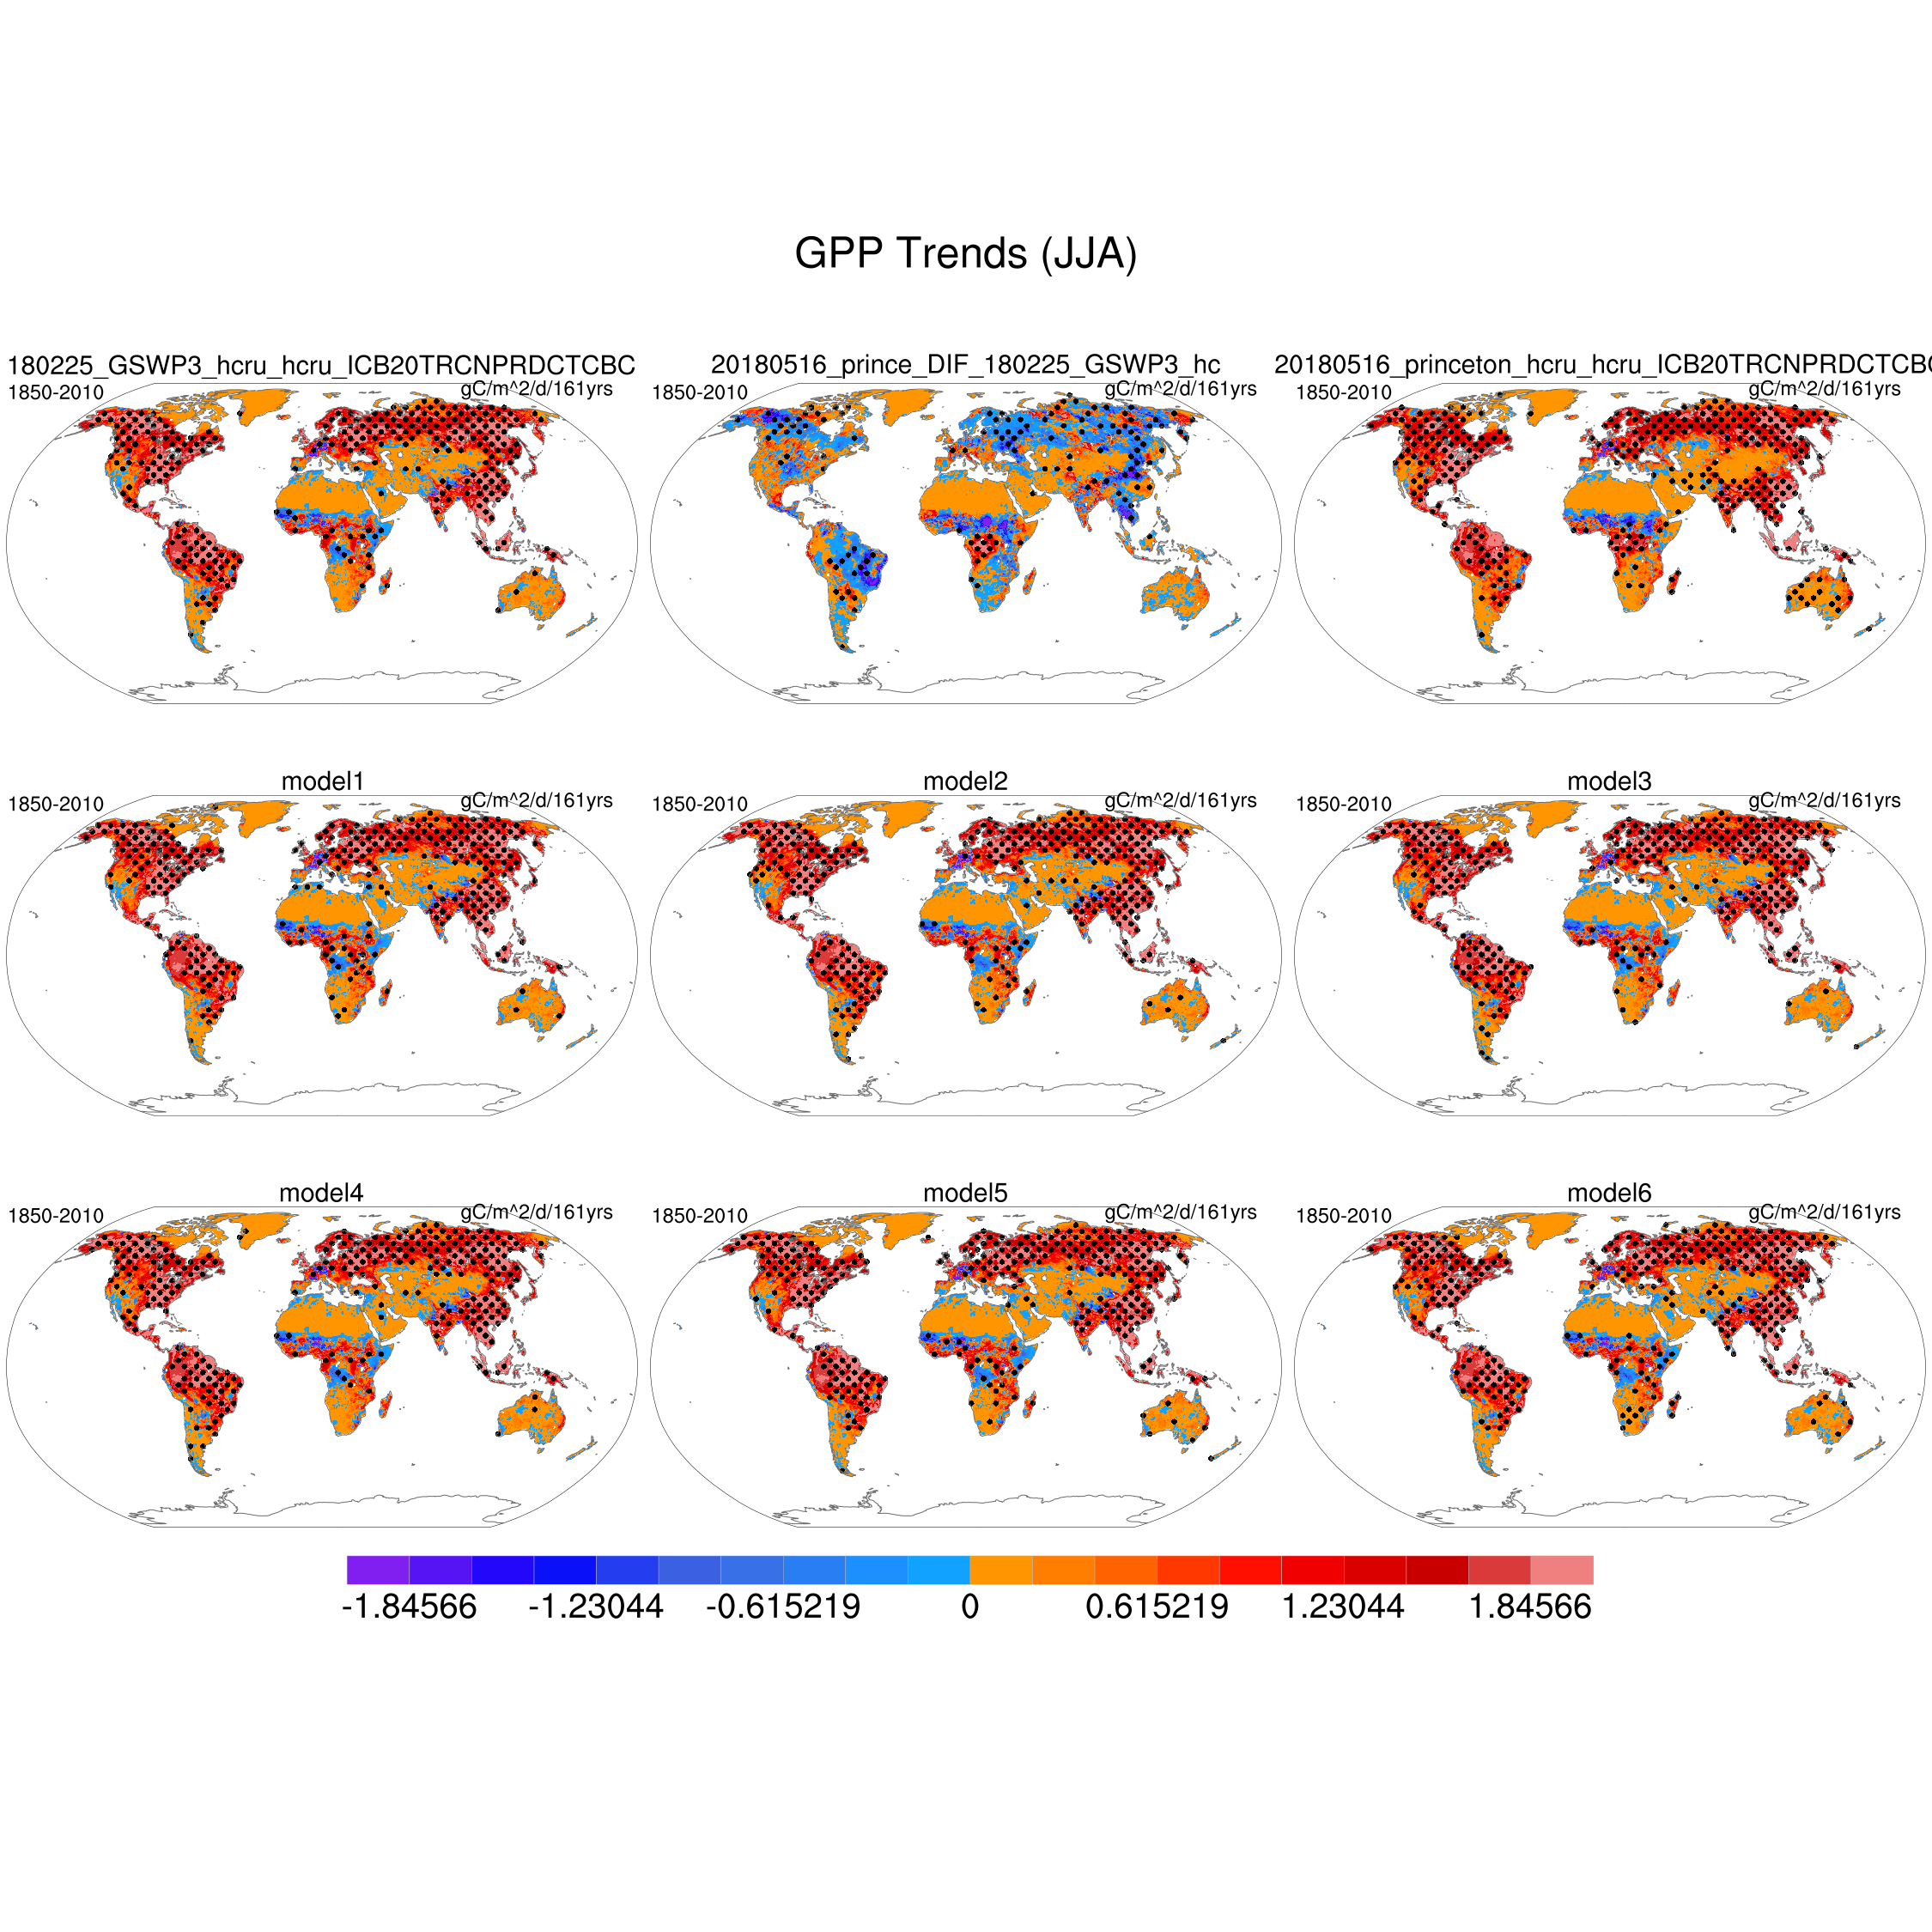 GPP Trends (JJA)
180225_GSWP3_hcru_hcru_ICB20TRCNPRDCTCBC
1850-2010 gC/m^2/d/161yrs
20180516_prince_DIF_180225_GSWP3_hc
1850-2010 gC/m^2/d/161yrs
20180516_princeton_hcru_hcru_ICB20TRCNPRDCTCBC
1850-2010 gC/m^2/d/161yrs
model1
1850-2010 gC/m^2/d/161yrs
model2
1850-2010 gC/m^2/d/161yrs
model3
1850-2010 gC/m^2/d/161yrs
model4
1850-2010 gC/m^2/d/161yrs
model5
1850-2010 gC/m^2/d/161yrs
model6
1850-2010 gC/m^2/d/161yrs
-1.84566 -1.23044 -0.615219 0 0.615219 1.23044 1.84566